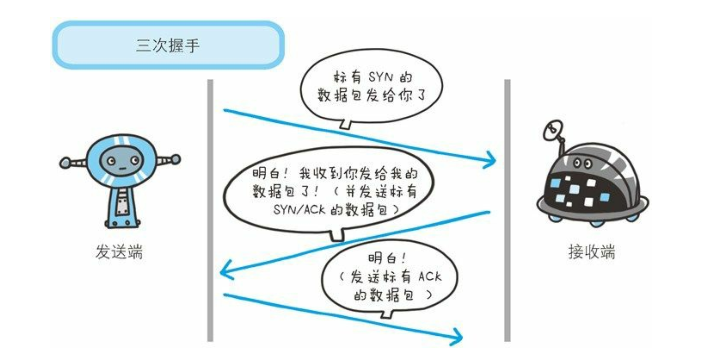 三次握手
标有 SYN 的
数据包发给你了
明白！我收到你发给我的
数据包了！（并发送标有
SYN/ACK 的数据包）
发送端
接收端
明白！
（发送标有 ACK
的数据包）